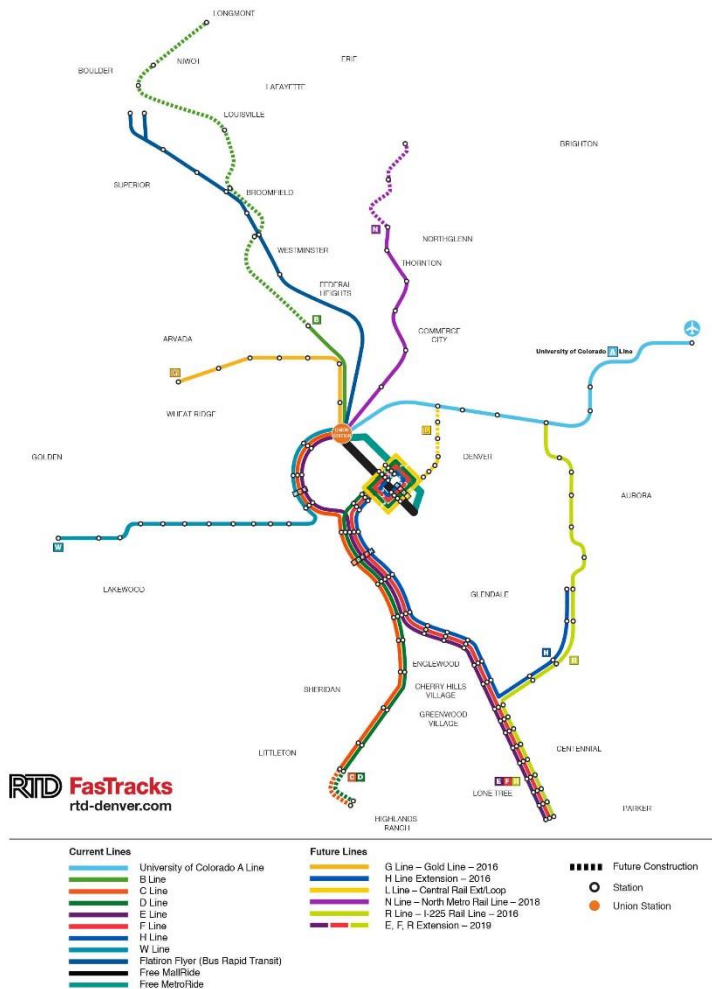 LONGMONT
NIWOT
ERIE
BOULDER
LAFAYETTE
LOUISVILLE
BRIGHTON
SUPERIOR
BROOMFIELD
N
NORTHGLENN
WESTMINSTER
THORNTON
FEDERAL
HEIGHTS
B
COMMERCE
CITY
ARVADA
University of Colorado A Line
G
WHEAT RIDGE
UNION
STATION
L
GOLDEN
DENVER
AURORA
W
LAKEWOOD
GLENDALE
H
R
ENGLEWOOD
SHERIDAN
CHERRY HILLS
VILLAGE
GREENWOOD
VILLAGE
LITTLETON
CENTENNIAL
C D
E F R
LONE TREE
PARKER
HIGHLANDS
RANCH
RTD FasTracks
rtd-denver.com
Current Lines
University of Colorado A Line
B Line
C Line
D Line
E Line
F Line
H Line
W Line
Flatiron Flyer (Bus Rapid Transit)
Free MallRide
Free MetroRide
Future Lines
G Line – Gold Line – 2016
H Line Extension – 2016
L Line – Central Rail Ext/Loop
N Line – North Metro Rail Line – 2018
R Line – I-225 Rail Line – 2016
E, F, R Extension – 2019
Future Construction
Station
Union Station